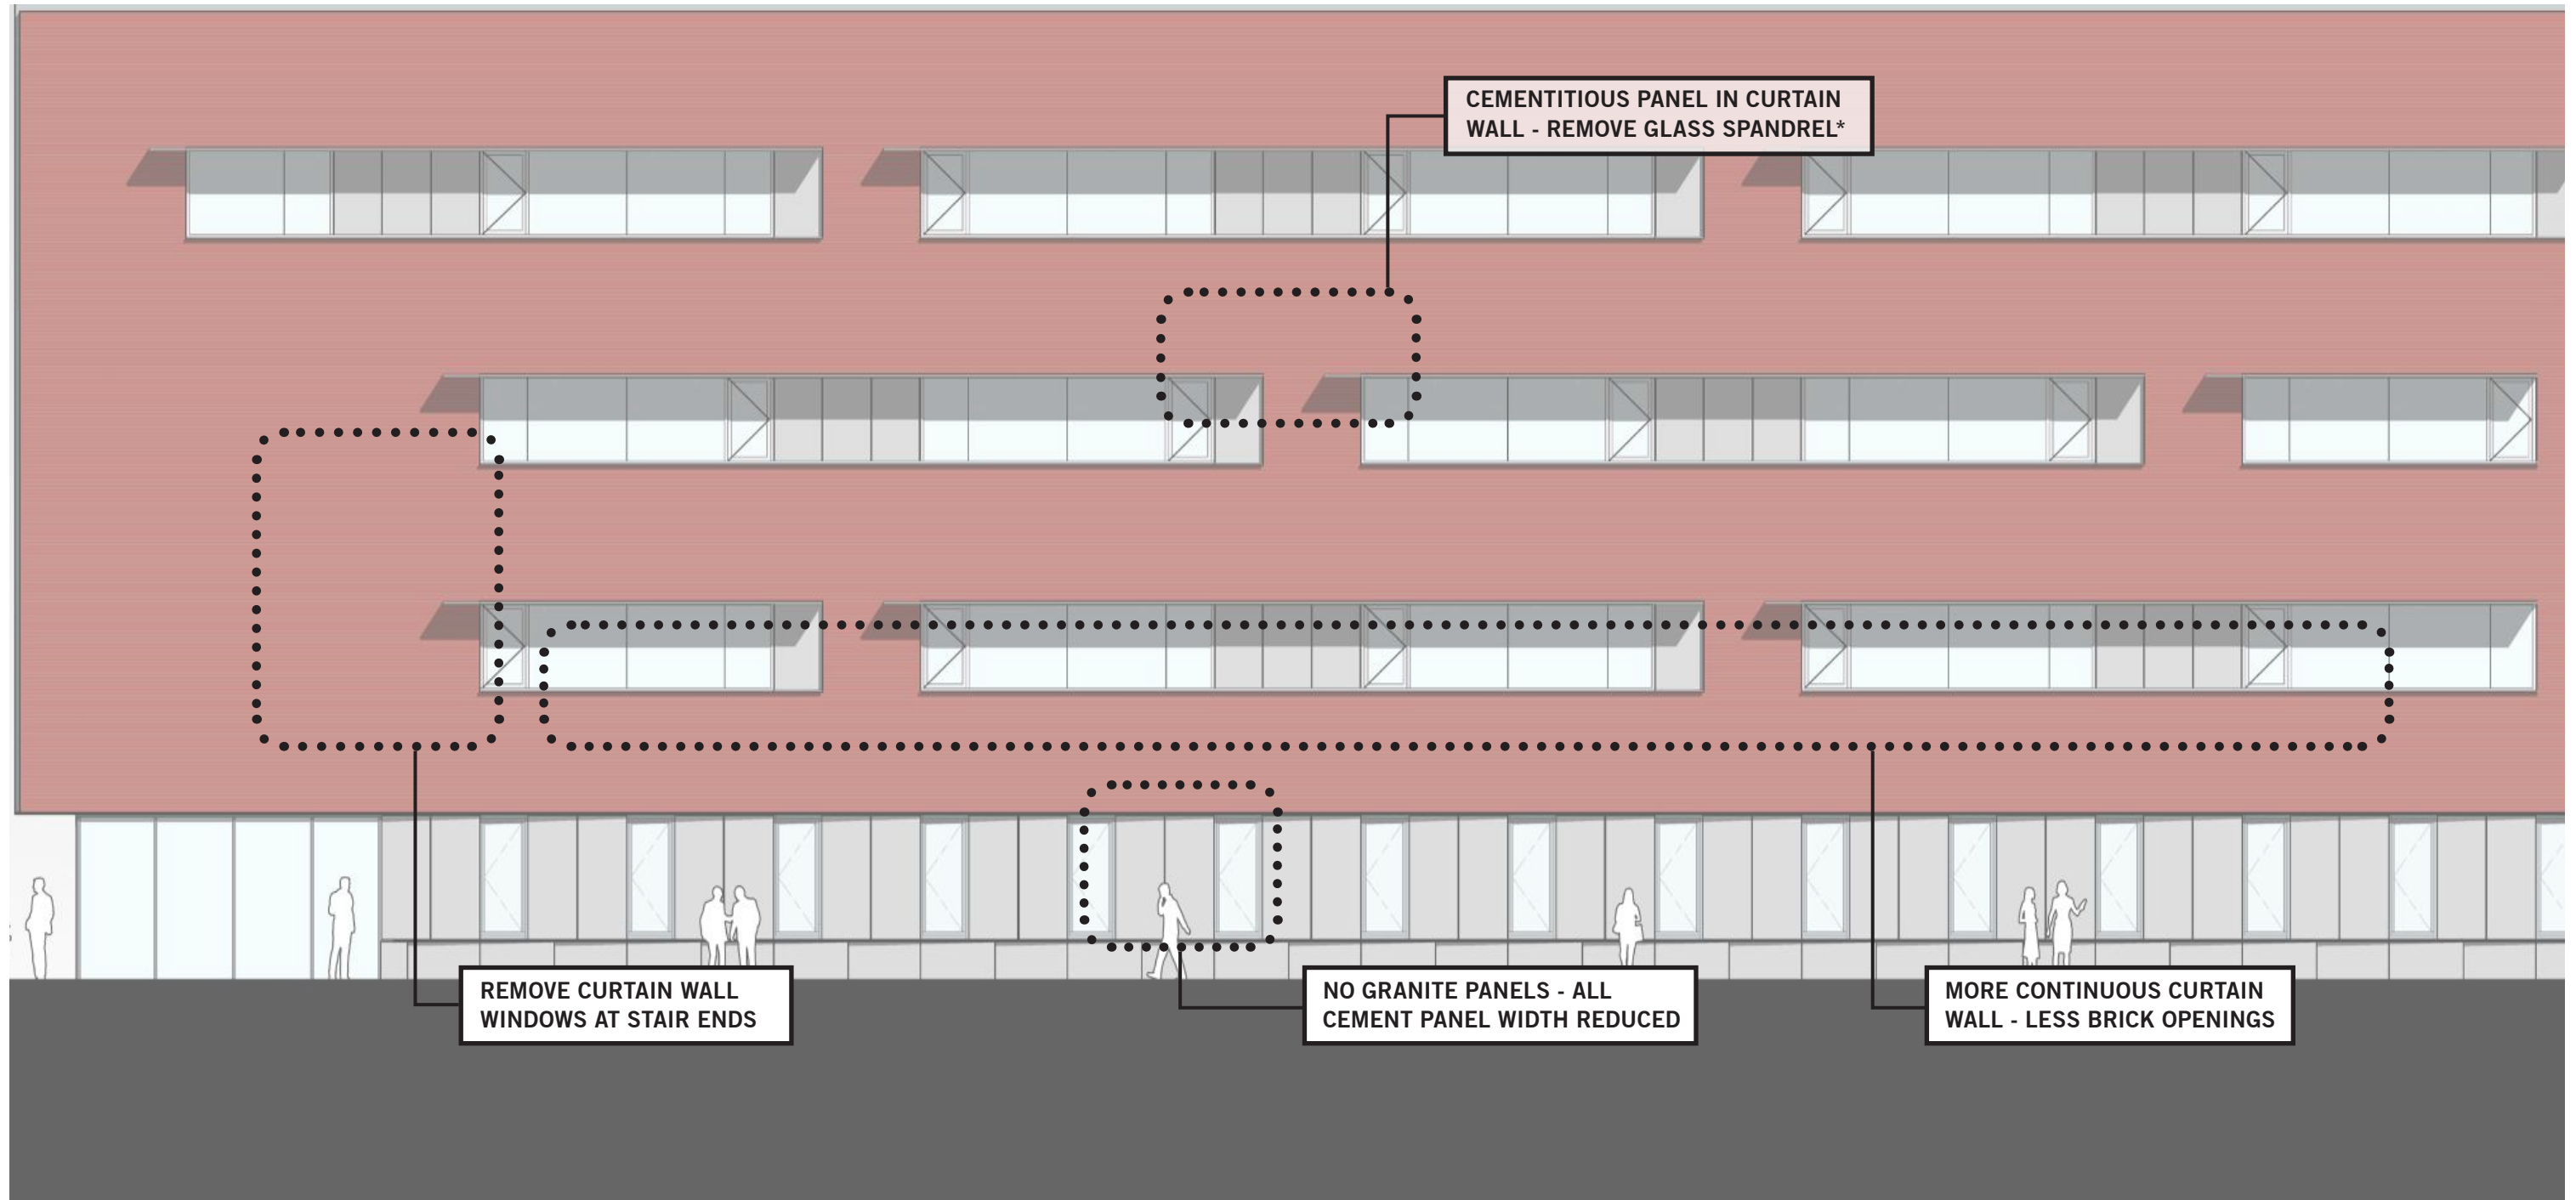 CEMENTITIOUS PANEL IN CURTAIN
WALL - REMOVE GLASS SPANDREL*
REMOVE CURTAIN WALL
WINDOWS AT STAIR ENDS
NO GRANITE PANELS - ALL
CEMENT PANEL WIDTH REDUCED
MORE CONTINUOUS CURTAIN
WALL - LESS BRICK OPENINGS